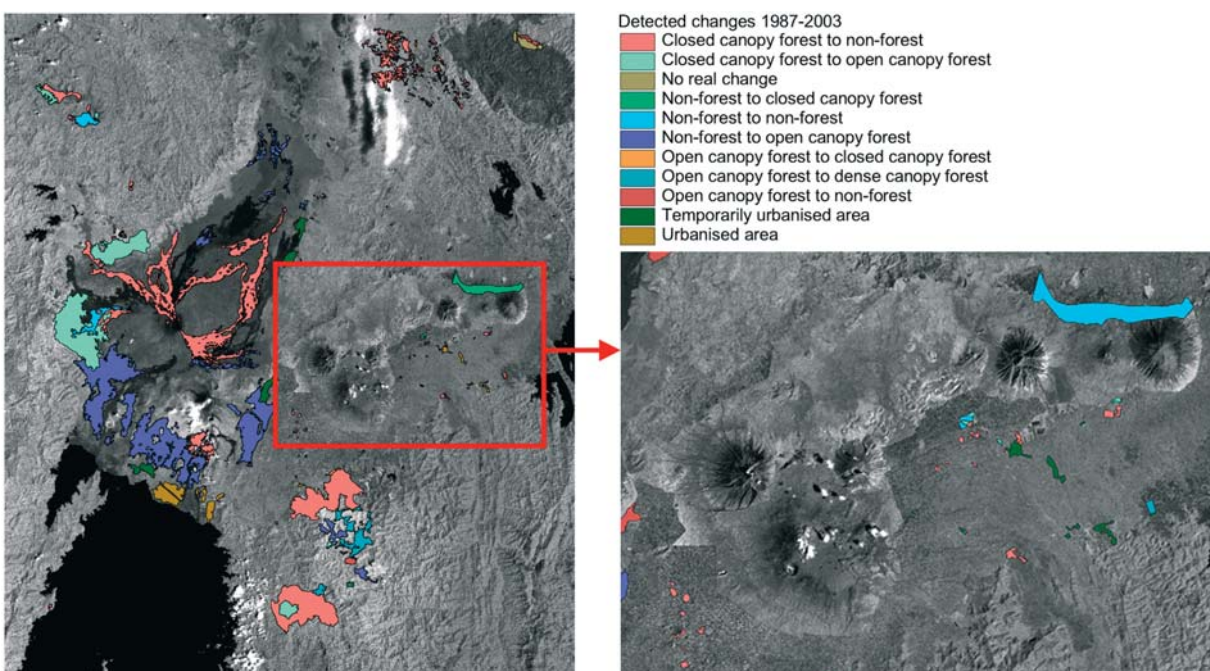 Detected changes 1987-2003
Closed canopy forest to non-forest
Closed canopy forest to open canopy forest
No real change
Non-forest to closed canopy forest
Non-forest to non-forest
Non-forest to open canopy forest
Open canopy forest to closed canopy forest
Open canopy forest to dense canopy forest
Open canopy forest to non-forest
Temporarily urbanised area
Urbanised area